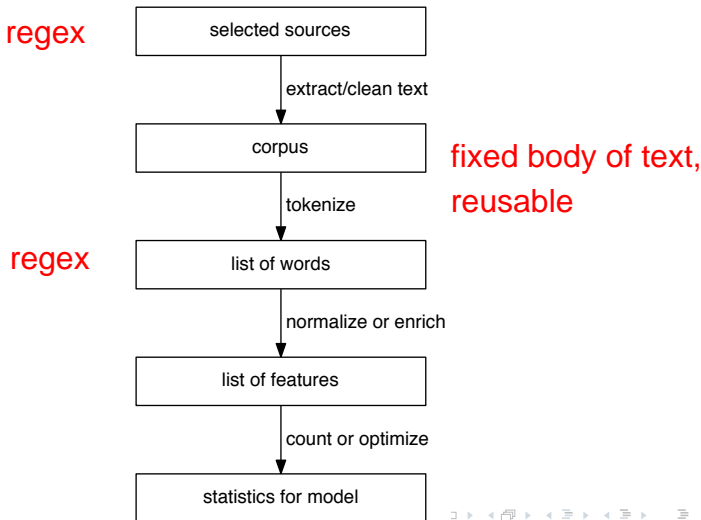 regex
selected sources
extract/clean text
corpus
fixed body of text,
reusable
tokenize
regex
list of words
normalize or enrich
list of features
count or optimize
statistics for model